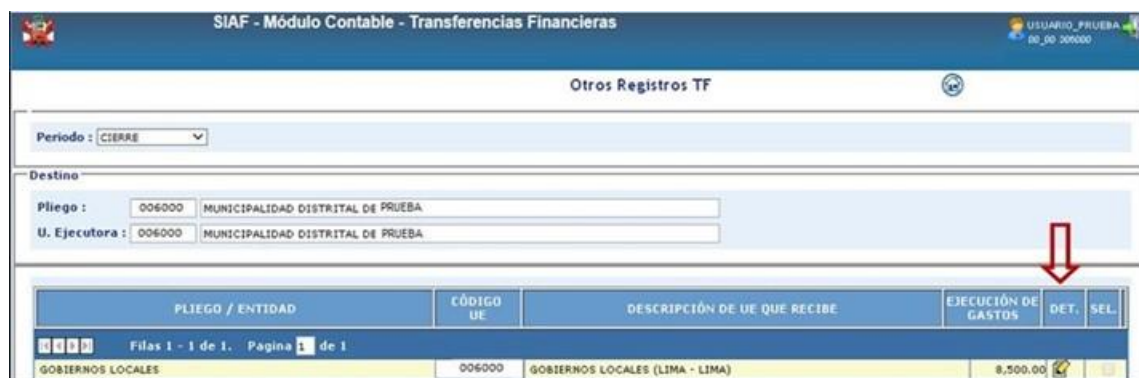 SIAF - Módulo Contable - Transferencias Financieras
USUARIO_PRUEBA
00_00 006000
Otros Registros TF
Periodo : CIERRE
Destino
Pliego : 006000 MUNICIPALIDAD DISTRITAL DE PRUEBA
U. Ejecutora : 006000 MUNICIPALIDAD DISTRITAL DE PRUEBA
PLIEGO / ENTIDAD CÓDIGO UE DESCRIPCIÓN DE UE QUE RECIBE EJECUCIÓN DE GASTOS DET. SEL.
Filas 1 - 1 de 1. Pagina 1 de 1
GOBIERNOS LOCALES 006000 GOBIERNOS LOCALES (LIMA - LIMA) 8,500.00